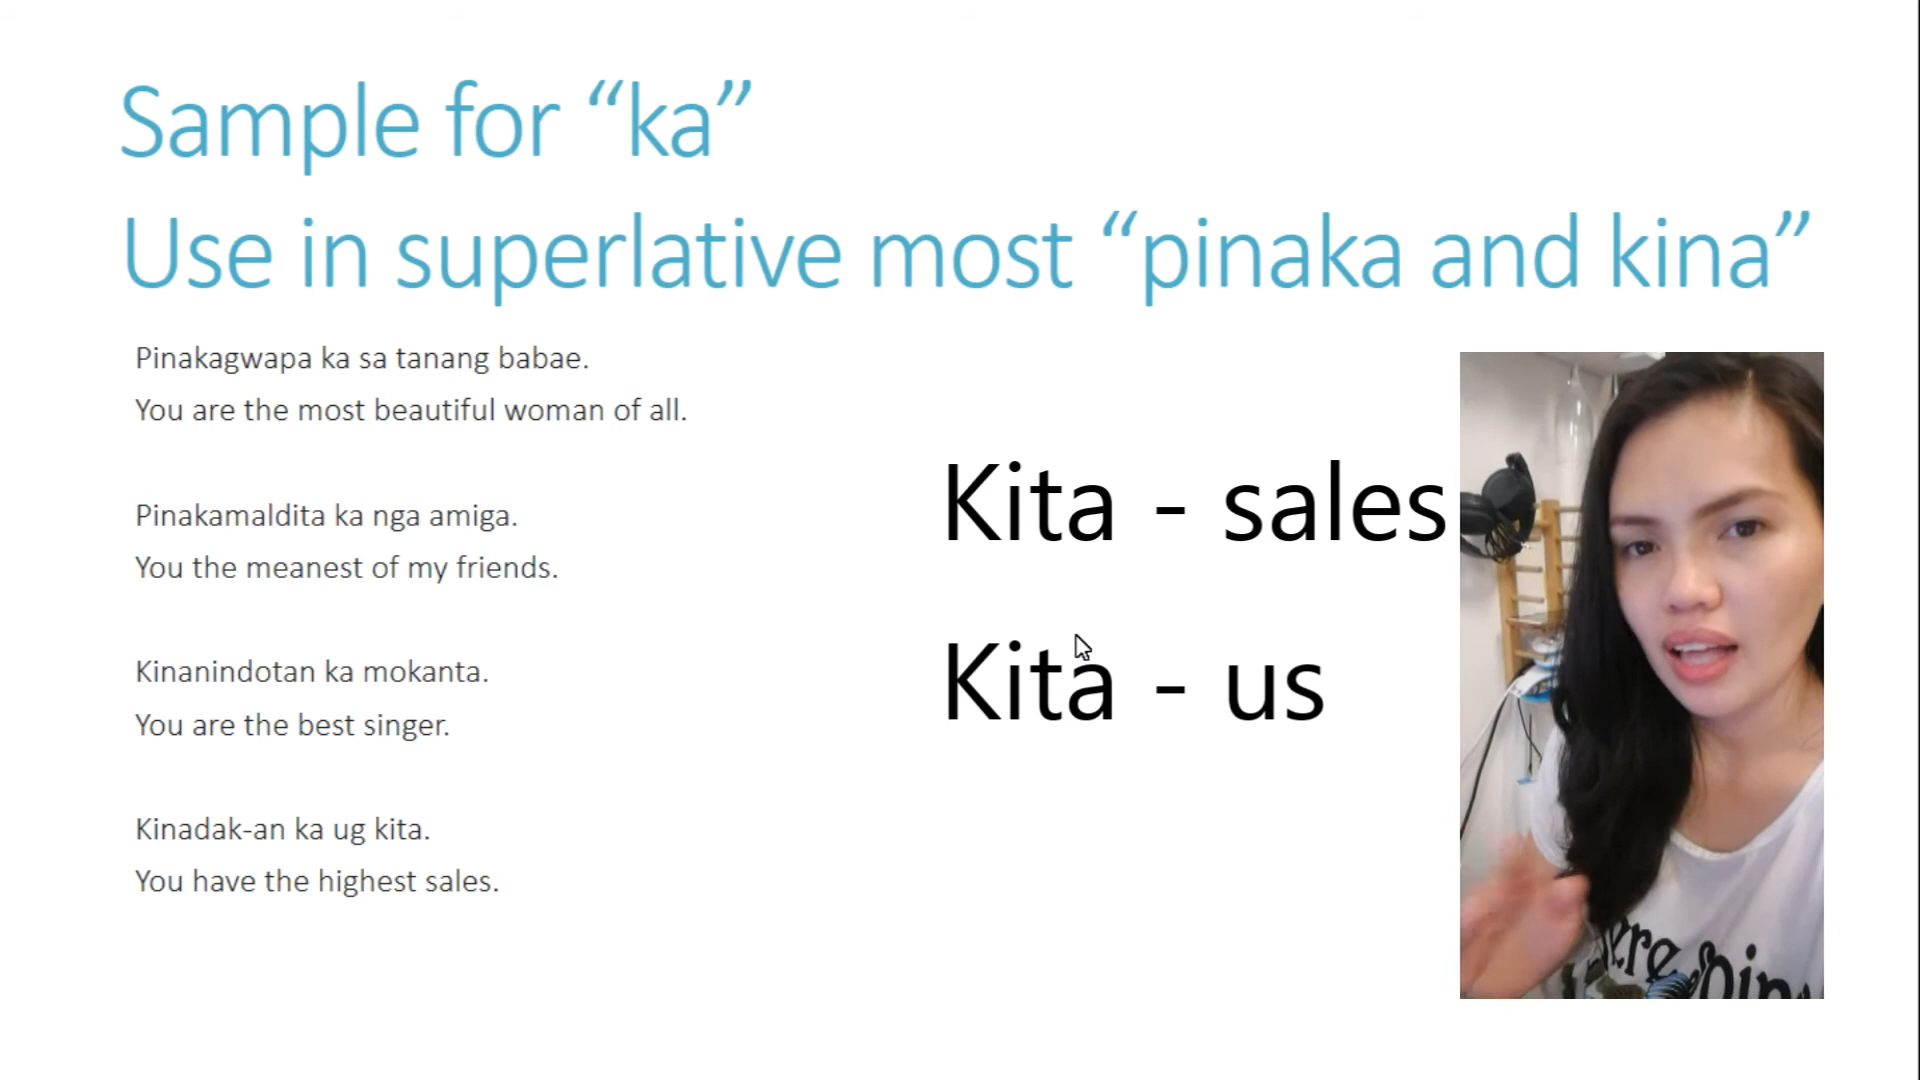 Sample for “ka”
Use in superlative most “pinaka and kina”
Pinakagwapa ka sa tanang babae.
You are the most beautiful woman of all.
Pinakamaldita ka nga amiga.
You the meanest of my friends.
Kinanindotan ka mokanta.
You are the best singer.
Kinadak-an ka ug kita.
You have the highest sales.
Kita - sales
Kita - us